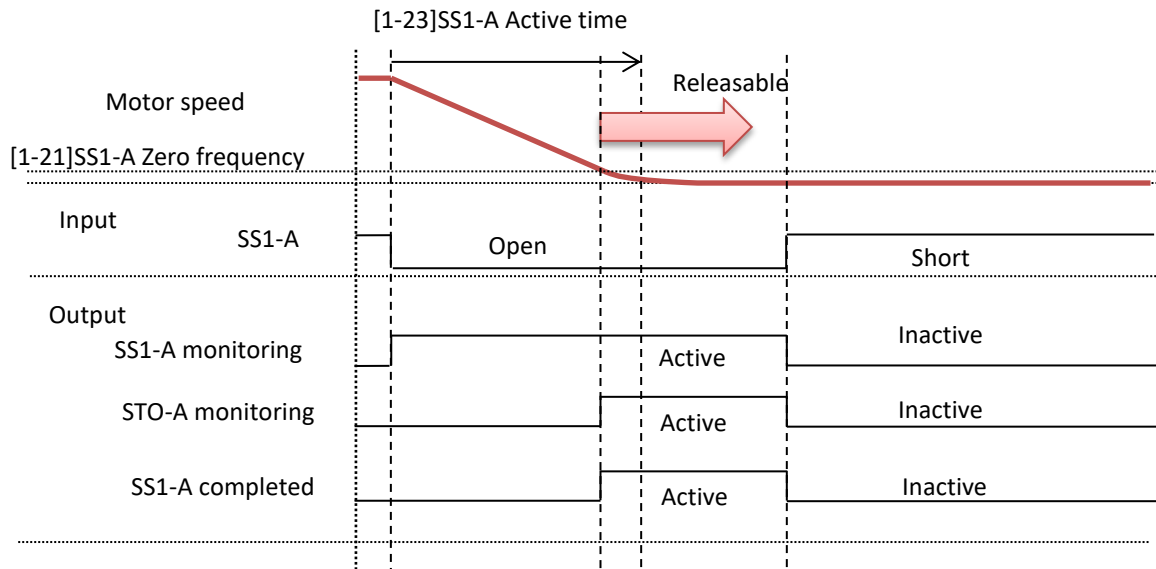 [1-23]SS1-A Active time
Releasable
Motor speed
[1-21]SS1-A Zero frequency
Input
SS1-A
Open
Short
Output
SS1-A monitoring
Active
Inactive
STO-A monitoring
Active
Inactive
SS1-A completed
Active
Inactive